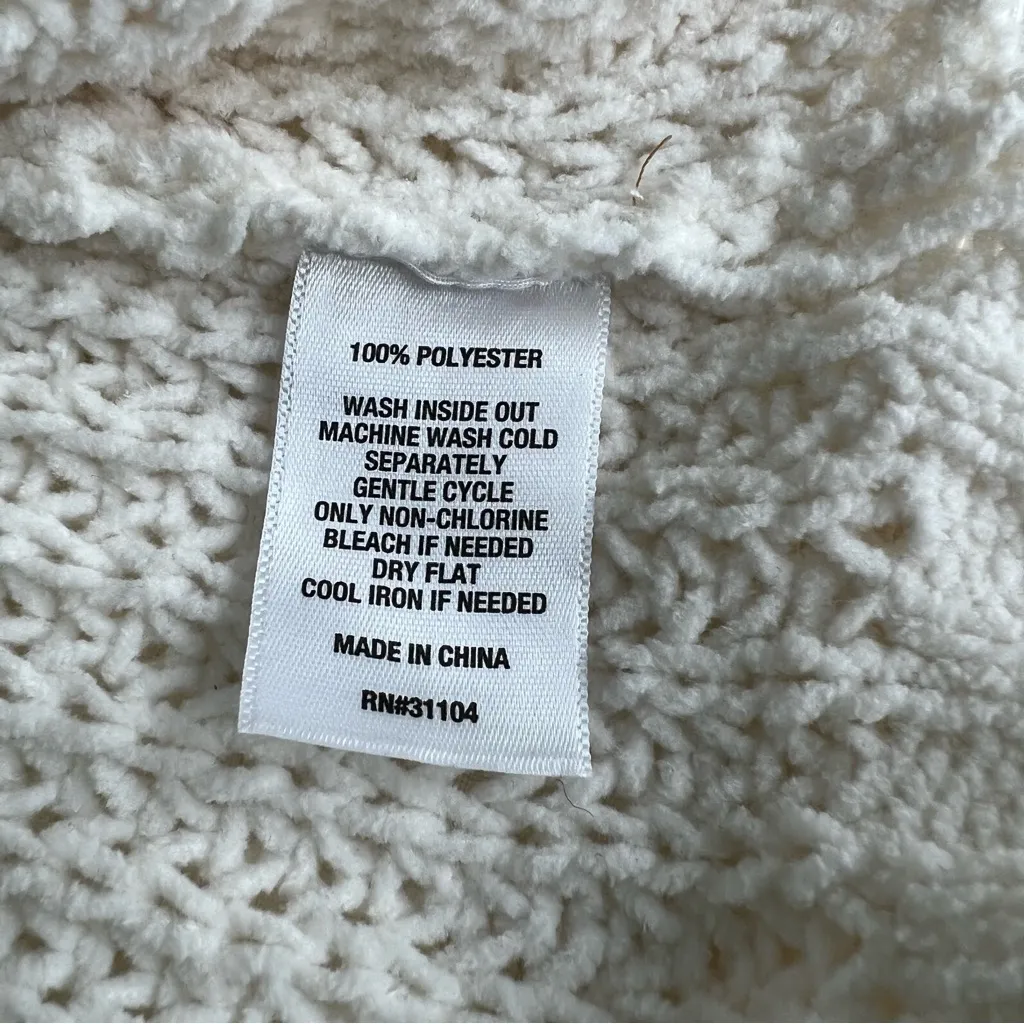 100% POLYESTER
WASH INSIDE OUT
MACHINE WASH COLD
SEPARATELY
GENTLE CYCLE
ONLY NON-CHLORINE
BLEACH IF NEEDED
DRY FLAT
COOL IRON IF NEEDED
MADE IN CHINA
RN#31104